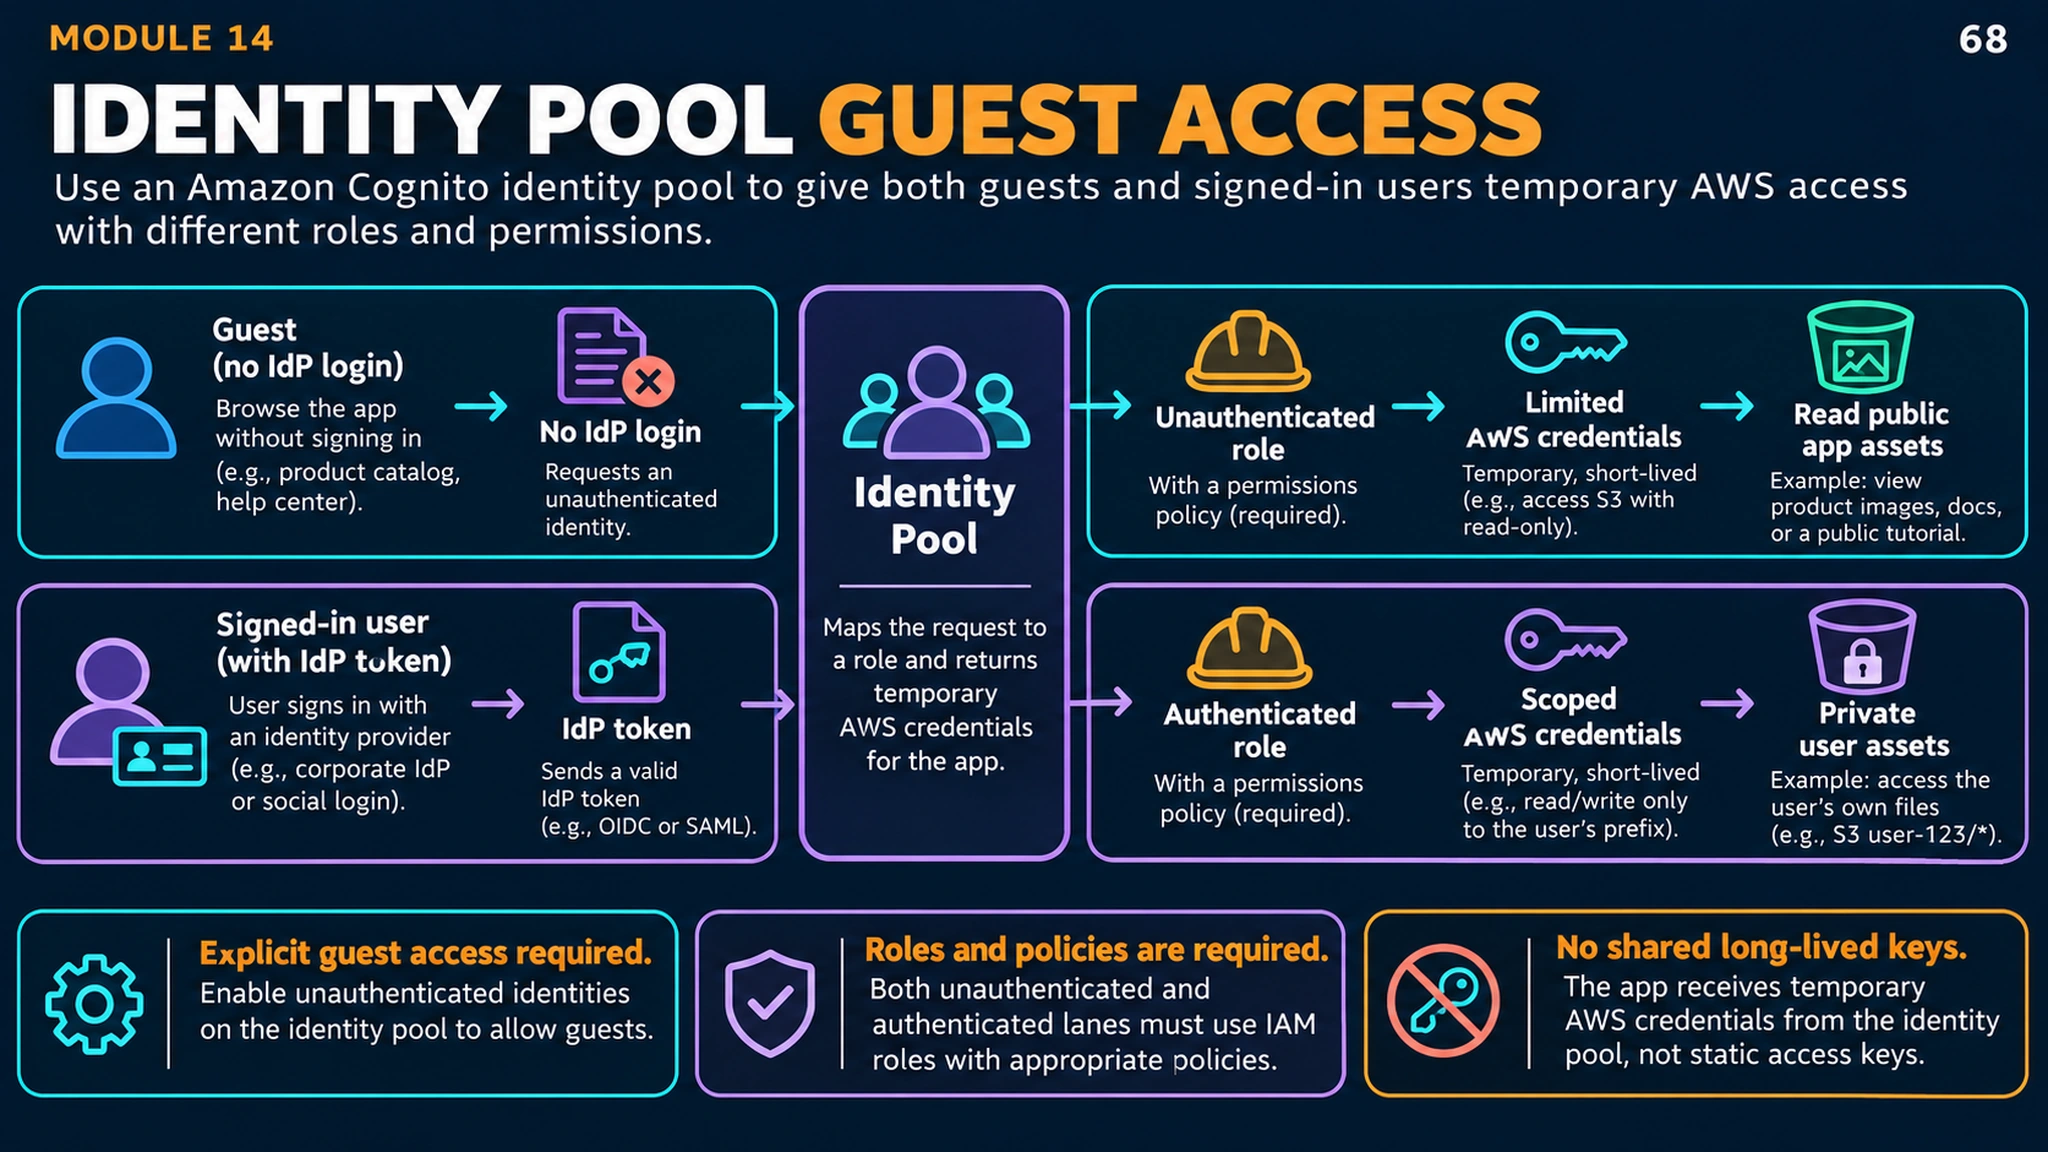 MODULE 14
68
IDENTITY POOL GUEST ACCESS
Use an Amazon Cognito identity pool to give both guests and signed-in users temporary AWS access
with different roles and permissions.
Guest
(no IdP login)
Browse the app
without signing in
(e.g., product catalog,
help center).
No IdP login
Requests an
unauthenticated
identity.
Identity
Pool
Maps the request to
a role and returns
temporary
AWS credentials
for the app.
Unauthenticated
role
With a permissions
policy (required).
Limited
AWS credentials
Temporary, short-lived
(e.g., access S3 with
read-only).
Read public
app assets
Example: view
product images, docs,
or a public tutorial.
Signed-in user
(with IdP token)
User signs in with
an identity provider
(e.g., corporate IdP
or social login).
IdP token
Sends a valid
IdP token
(e.g., OIDC or SAML).
Authenticated
role
With a permissions
policy (required).
Scoped
AWS credentials
Temporary, short-lived
(e.g., read/write only
to the user's prefix).
Private
user assets
Example: access the
user's own files
(e.g., S3 user-123/*).
Explicit guest access required.
Enable unauthenticated identities
on the identity pool to allow guests.
Roles and policies are required.
Both unauthenticated and
authenticated lanes must use IAM
roles with appropriate policies.
No shared long-lived keys.
The app receives temporary
AWS credentials from the identity
pool, not static access keys.